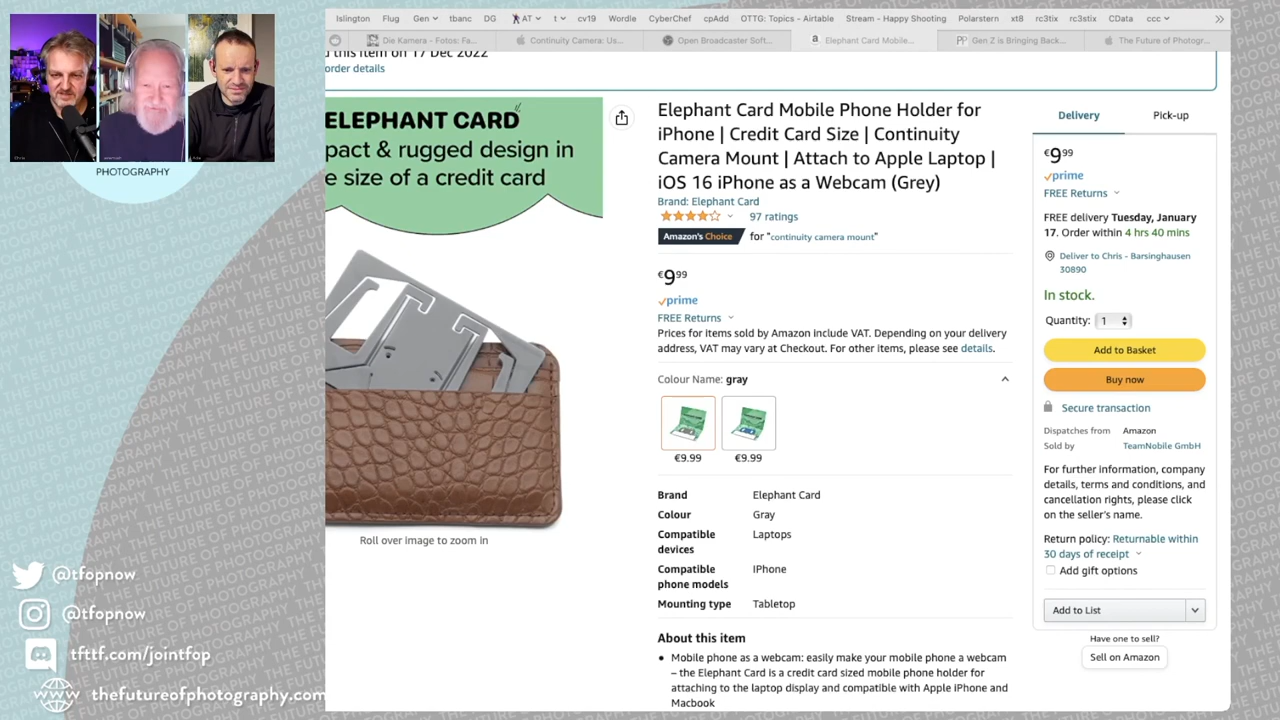 Islington Flug Gen tbanc DG AT t cv19 Wordle CyberChef cpAdd OTTG: Topics - Airtable Stream - Happy Shooting Polarstern xt8 rc3tix rc3stix CData ccc
Die Kamera - Fotos: Fa... Continuity Camera: Us... Open Broadcaster Soft... Elephant Card Mobile... Gen Z is Bringing Back... The Future of Photogr...
this item on 17 Dec 2022
order details
PHOTOGRAPHY
ELEPHANT CARD
pact & rugged design in
e size of a credit card
Roll over image to zoom in
Elephant Card Mobile Phone Holder for
iPhone | Credit Card Size | Continuity
Camera Mount | Attach to Apple Laptop |
iOS 16 iPhone as a Webcam (Grey)
Brand: Elephant Card
97 ratings
Amazon's Choice for "continuity camera mount"
€999
prime
FREE Returns
Prices for items sold by Amazon include VAT. Depending on your delivery
address, VAT may vary at Checkout. For other items, please see details.
Colour Name: gray
€9.99 €9.99
Brand Elephant Card
Colour Gray
Compatible devices Laptops
Compatible phone models IPhone
Mounting type Tabletop
About this item
• Mobile phone as a webcam: easily make your mobile phone a webcam
– the Elephant Card is a credit card sized mobile phone holder for
attaching to the laptop display and compatible with Apple iPhone and
Macbook
Delivery Pick-up
€999
prime
FREE Returns
FREE delivery Tuesday, January
17. Order within 4 hrs 40 mins
Deliver to Chris - Barsinghausen
30890
In stock.
Quantity: 1
Add to Basket
Buy now
Secure transaction
Dispatches from Amazon
Sold by TeamNobile GmbH
For further information, company
details, terms and conditions, and
cancellation rights, please click
on the seller's name.
Return policy: Returnable within
30 days of receipt
Add gift options
Add to List
Have one to sell?
Sell on Amazon
@tfopnow
@tfopnow
tfttf.com/jointfop
thefutureofphotography.com
THE FUTURE OF PHOTOGRAPHY